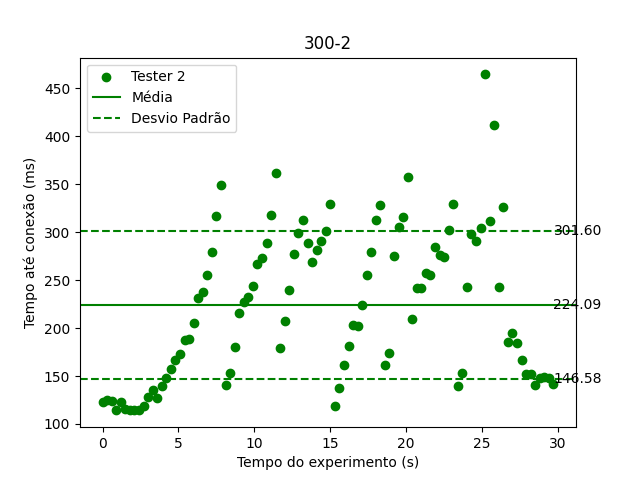 300-2
Tester 2
Média
Desvio Padrão
Tempo até conexão (ms)
450
400
350
300
250
200
150
100
301.60
224.09
146.58
0 5 10 15 20 25 30
Tempo do experimento (s)